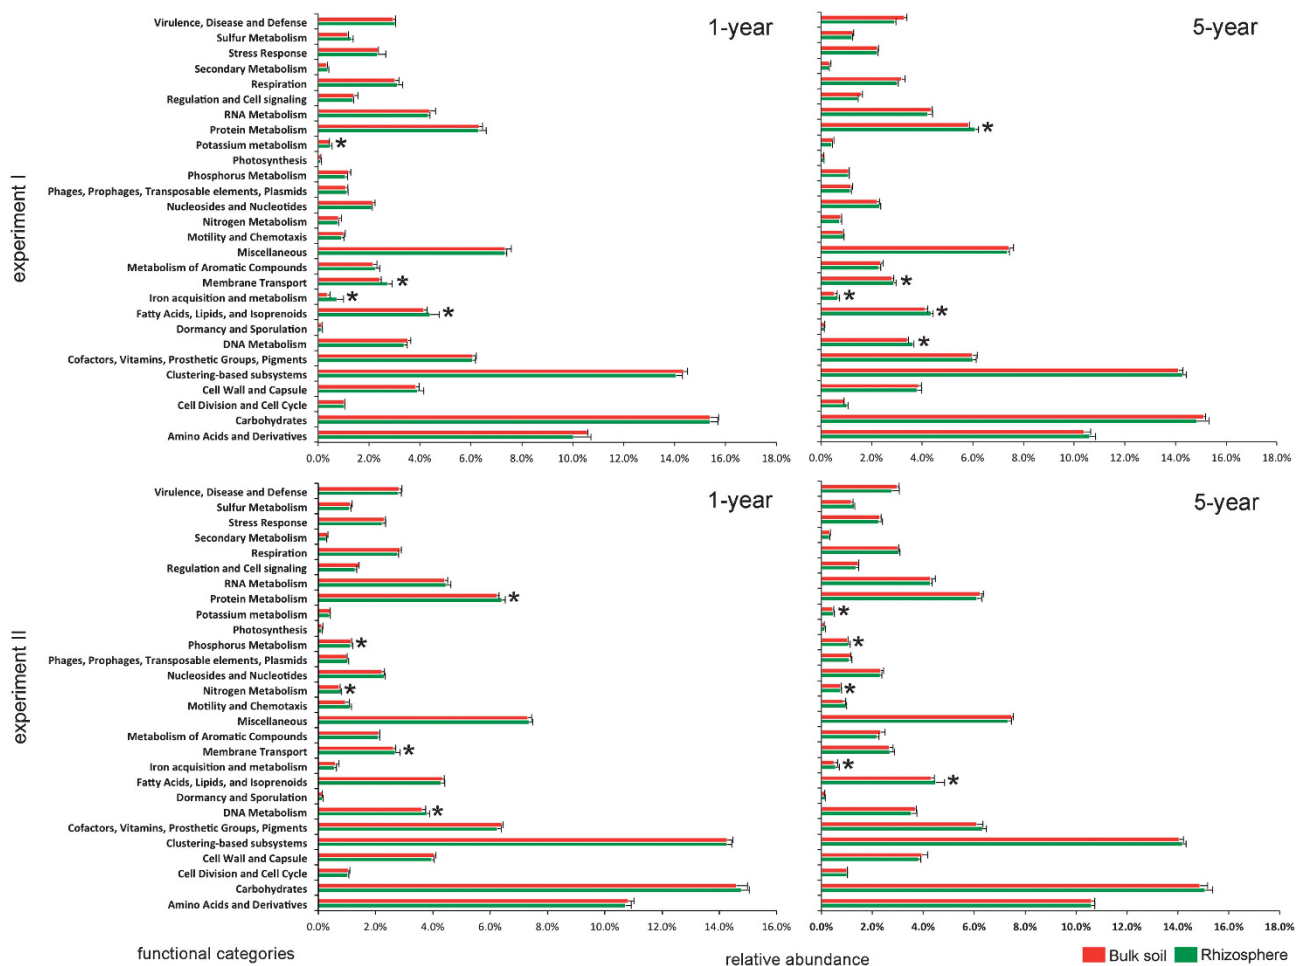 experiment I
1-year
5-year
Virulence, Disease and Defense
Sulfur Metabolism
Stress Response
Secondary Metabolism
Respiration
Regulation and Cell signaling
RNA Metabolism
Protein Metabolism
*
Potassium metabolism
*
Photosynthesis
Phosphorus Metabolism
Phages, Prophages, Transposable elements, Plasmids
Nucleosides and Nucleotides
Nitrogen Metabolism
Motility and Chemotaxis
Miscellaneous
Metabolism of Aromatic Compounds
Membrane Transport
* *
Iron acquisition and metabolism
* *
Fatty Acids, Lipids, and Isoprenoids
* *
Dormancy and Sporulation
DNA Metabolism
*
Cofactors, Vitamins, Prosthetic Groups, Pigments
Clustering-based subsystems
Cell Wall and Capsule
Cell Division and Cell Cycle
Carbohydrates
Amino Acids and Derivatives
0.0% 2.0% 4.0% 6.0% 8.0% 10.0% 12.0% 14.0% 16.0% 18.0%
0.0% 2.0% 4.0% 6.0% 8.0% 10.0% 12.0% 14.0% 16.0% 18.0%
experiment II
1-year
5-year
Virulence, Disease and Defense
Sulfur Metabolism
Stress Response
Secondary Metabolism
Respiration
Regulation and Cell signaling
RNA Metabolism
Protein Metabolism
*
Potassium metabolism
*
Photosynthesis
Phosphorus Metabolism
* *
Phages, Prophages, Transposable elements, Plasmids
Nucleosides and Nucleotides
Nitrogen Metabolism
* *
Motility and Chemotaxis
Miscellaneous
Metabolism of Aromatic Compounds
Membrane Transport
*
Iron acquisition and metabolism
*
Fatty Acids, Lipids, and Isoprenoids
*
Dormancy and Sporulation
DNA Metabolism
*
Cofactors, Vitamins, Prosthetic Groups, Pigments
Clustering-based subsystems
Cell Wall and Capsule
Cell Division and Cell Cycle
Carbohydrates
Amino Acids and Derivatives
0.0% 2.0% 4.0% 6.0% 8.0% 10.0% 12.0% 14.0% 16.0%
0.0% 2.0% 4.0% 6.0% 8.0% 10.0% 12.0% 14.0% 16.0% 18.0%
functional categories
relative abundance
Bulk soil
Rhizosphere